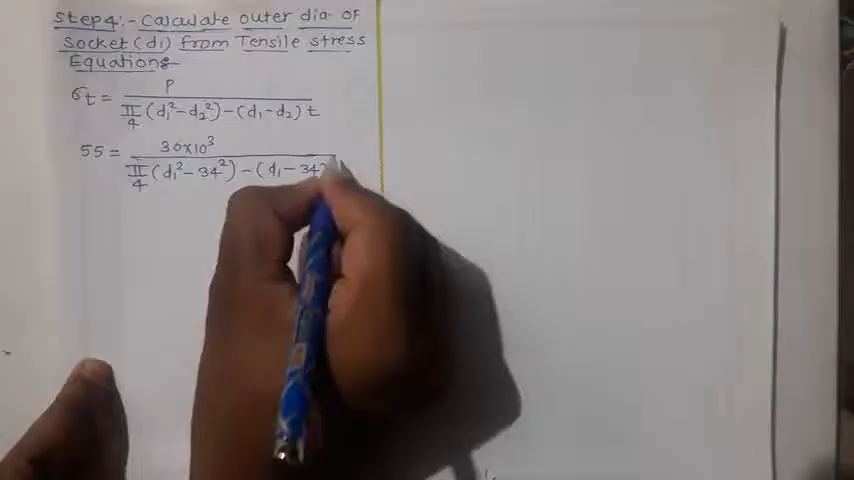 Step 4:- Calculate outer dia. of
Socket (d1) from Tensile stress
Equation:-
σt = P / π/4 (d1² - d2²) - (d1 - d2) t
55 = 30×10³ / π/4 (d1² - 34²) - (d1 - 34)